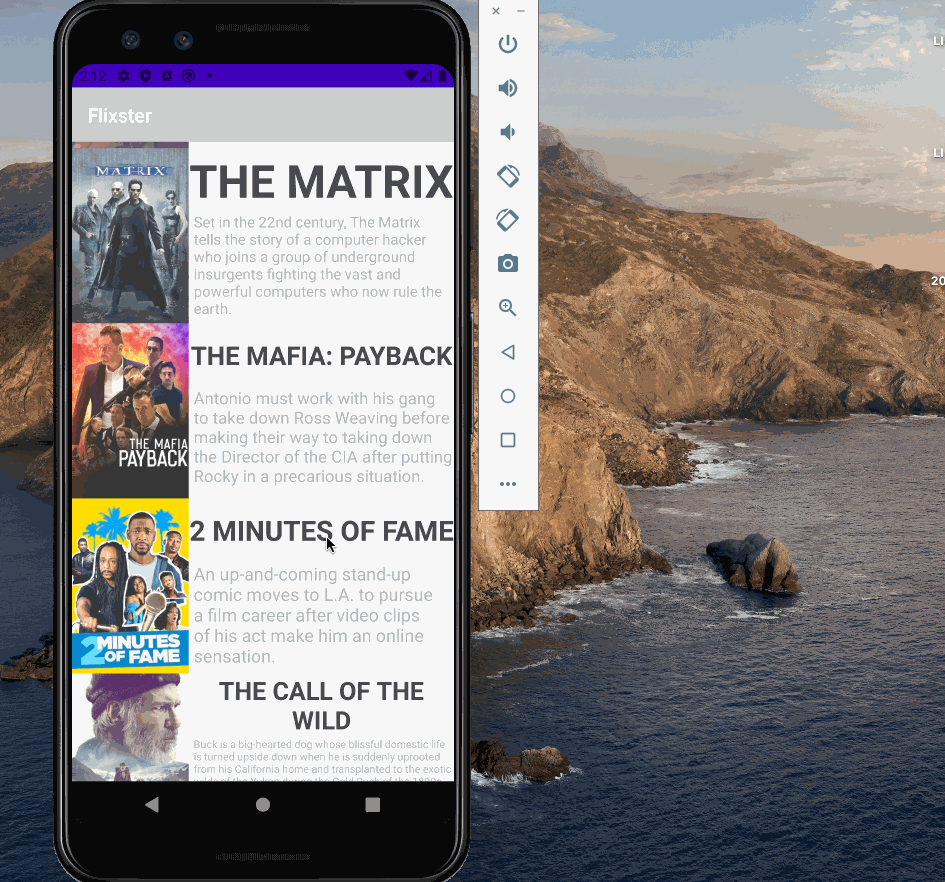 2:12
Flixster
MATRIX
THE MATRIX
Set in the 22nd century, The Matrix
tells the story of a computer hacker
who joins a group of underground
insurgents fighting the vast and
powerful computers who now rule the
earth.
THE MAFIA
PAYBACK
THE MAFIA: PAYBACK
Antonio must work with his gang
to take down Ross Weaving before
making their way to taking down
the Director of the CIA after putting
Rocky in a precarious situation.
2 MINUTES
OF FAME
2 MINUTES OF FAME
An up-and-coming stand-up
comic moves to L.A. to pursue
a film career after video clips
of his act make him an online
sensation.
THE CALL OF THE
WILD
Buck is a big-hearted dog whose blissful domestic life
is turned upside down when he is suddenly uprooted
from his California home and transplanted to the exotic
LI
LI
20